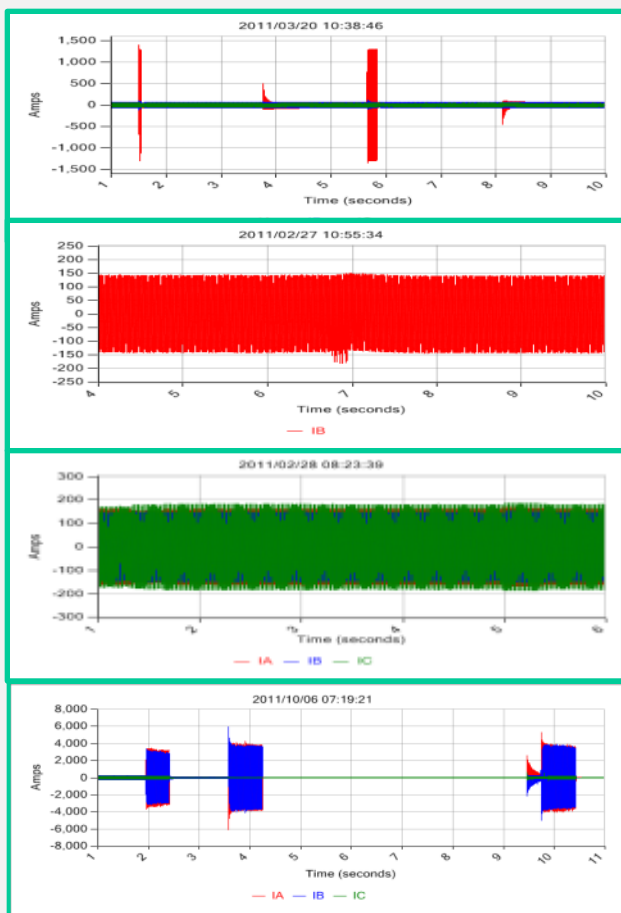 2011/03/20 10:38:46
1,500
1,000
500
0
-500
-1,000
-1,500
Amps
1 2 3 4 5 6 7 8 9 10
Time (seconds)
2011/02/27 10:55:34
250
200
150
100
50
0
-50
-100
-150
-200
-250
Amps
4 5 6 7 8 9 10
Time (seconds)
IB
2011/02/28 08:23:39
300
200
100
0
-100
-200
-300
Amps
1 2 3 4 5 6
Time (seconds)
IA IB IC
2011/10/06 07:19:21
8,000
6,000
4,000
2,000
0
-2,000
-4,000
-6,000
-8,000
Amps
1 2 3 4 5 6 7 8 9 10 11
Time (seconds)
IA IB IC